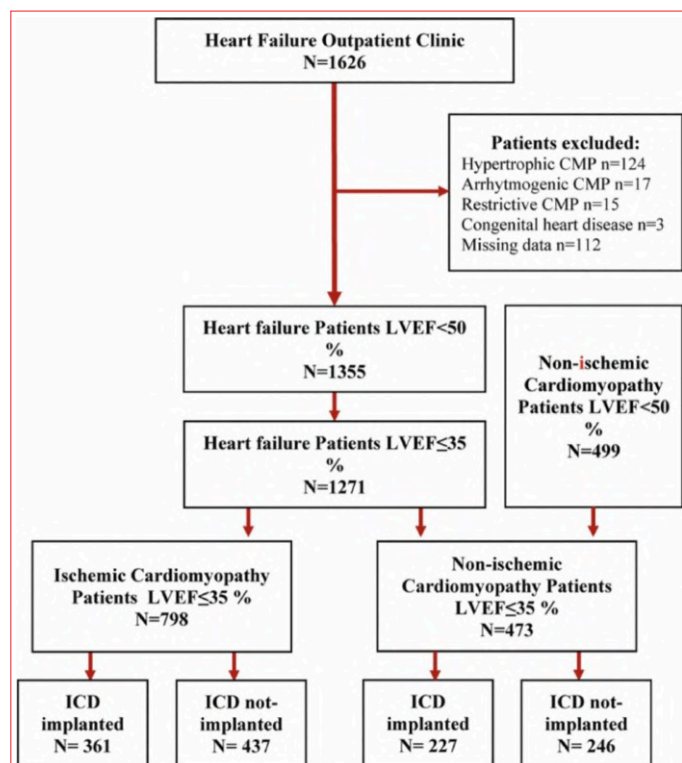 Heart Failure Outpatient Clinic
N=1626
Patients excluded:
Hypertrophic CMP n=124
Arrhytmogenic CMP n=17
Restrictive CMP n=15
Congenital heart disease n=3
Missing data n=112
Heart failure Patients LVEF<50
%
N=1355
Non-ischemic
Cardiomyopathy
Patients LVEF<50
%
N=499
Heart failure Patients LVEF≤35
%
N=1271
Ischemic Cardiomyopathy
Patients LVEF≤35 %
N=798
Non-ischemic
Cardiomyopathy Patients
LVEF≤35 %
N=473
ICD
implanted
N= 361
ICD not-
implanted
N= 437
ICD
implanted
N= 227
ICD not-
implanted
N= 246